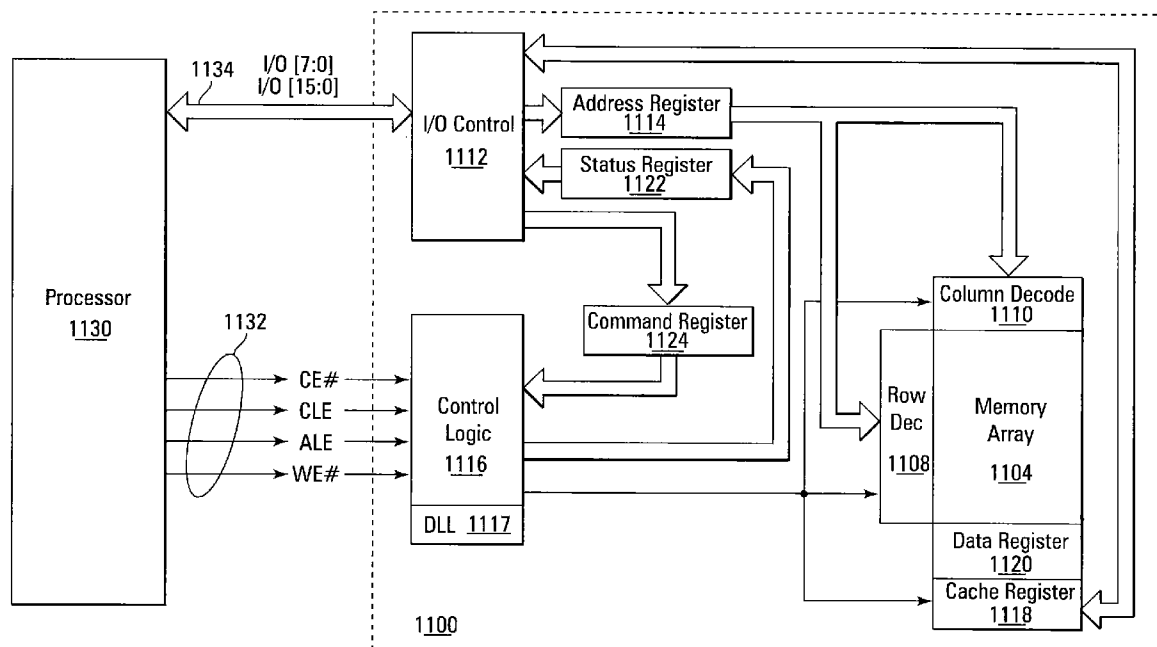 1134
I/O [7:0]
I/O [15:0]
I/O Control
1112
Address Register
1114
Status Register
1122
Processor
1130
1132
CE#
CLE
ALE
WE#
Command Register
1124
Control
Logic
1116
DLL 1117
Column Decode
1110
Row
Dec
1108
Memory
Array
1104
Data Register
1120
Cache Register
1118
1100